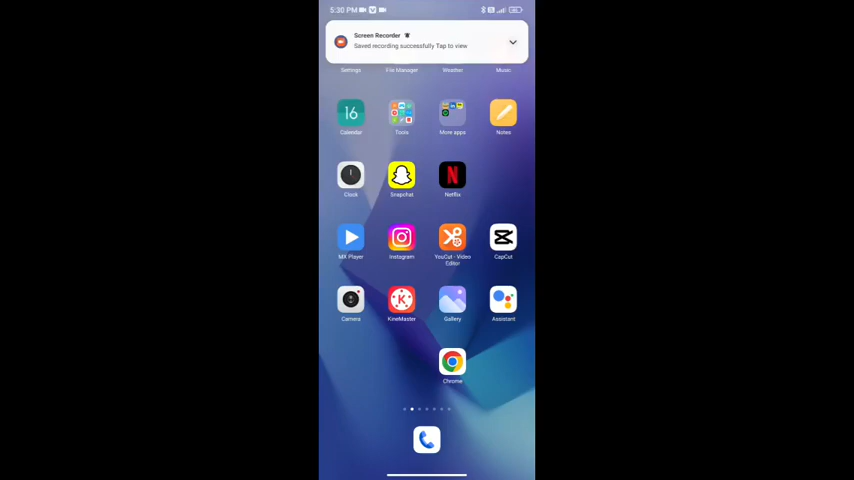 5:30 PM
Screen Recorder
Saved recording successfully Tap to view
Settings File Manager Weather Music
16
Calendar Tools More apps Notes
Clock Snapchat Netflix
MX Player Instagram YouCut - Video Editor CapCut
Camera KineMaster Gallery Assistant
Chrome